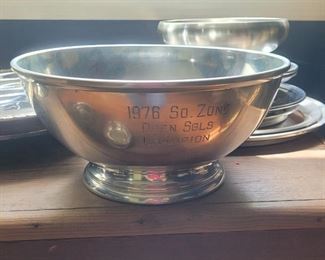 1976 So. Zone
Open Sgls
Champion